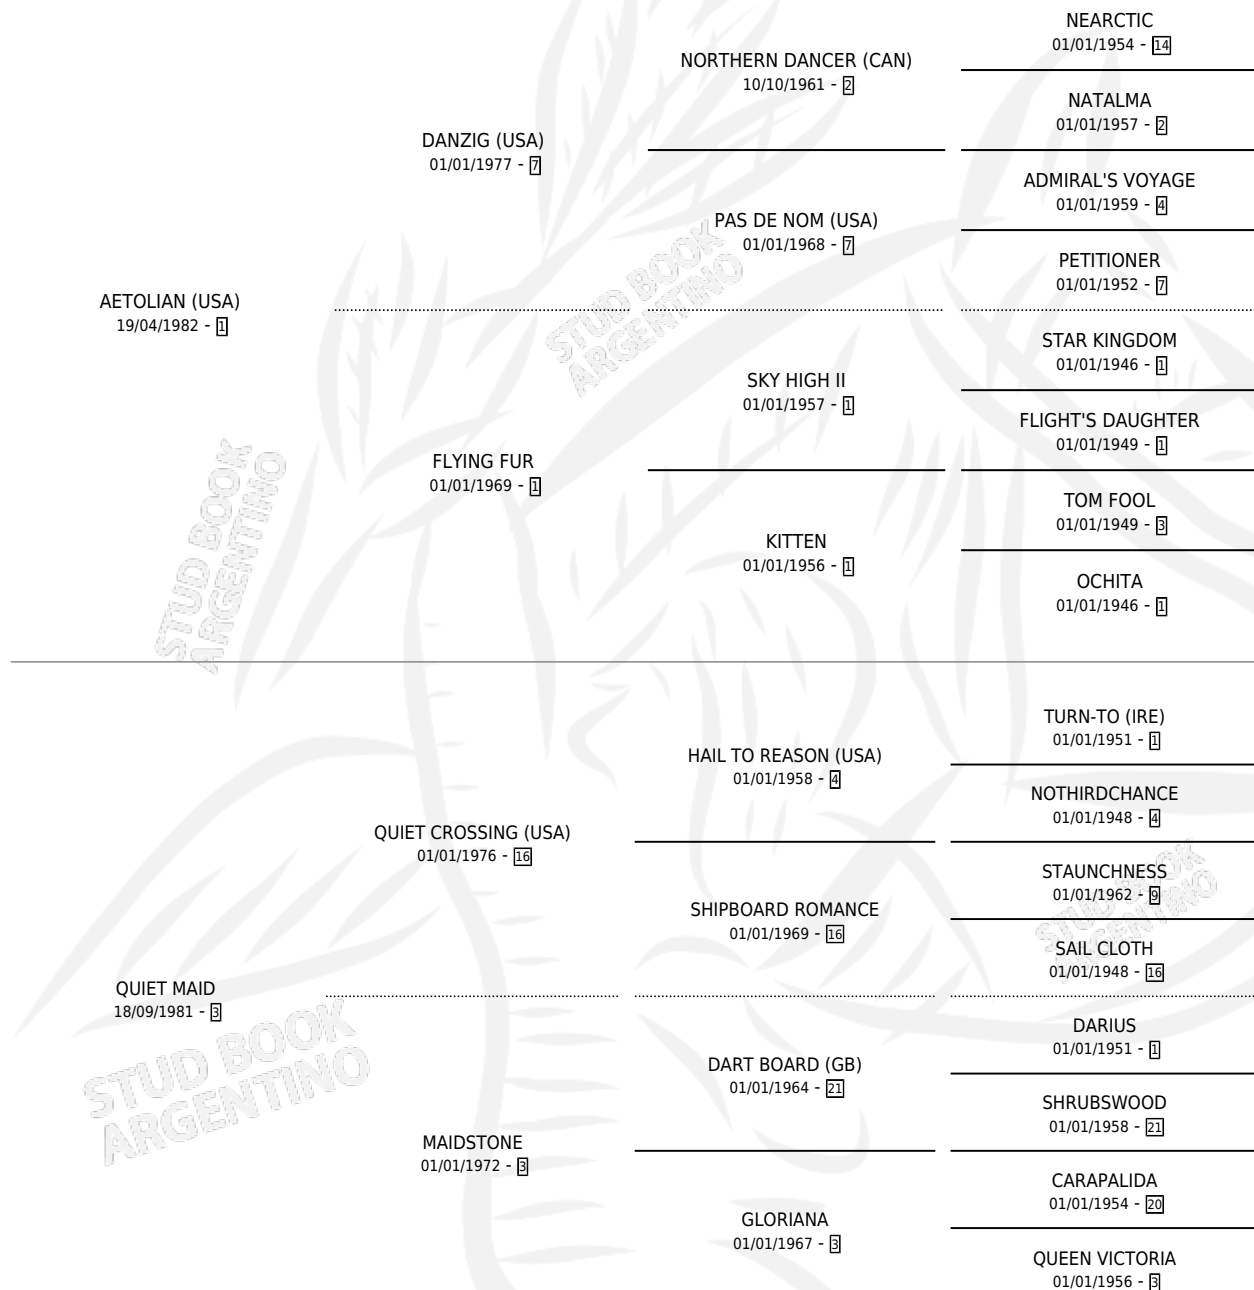 NEARCTIC
01/01/1954 - 14
NORTHERN DANCER (CAN)
10/10/1961 - 2
NATALMA
01/01/1957 - 2
DANZIG (USA)
01/01/1977 - 7
ADMIRAL'S VOYAGE
01/01/1959 - 4
PAS DE NOM (USA)
01/01/1968 - 7
PETITIONER
01/01/1952 - 7
AETOLIAN (USA)
19/04/1982 - 1
STUD BOOK
ARGENTINO
STAR KINGDOM
01/01/1946 - 1
SKY HIGH II
01/01/1957 - 1
FLIGHT'S DAUGHTER
01/01/1949 - 1
FLYING FUR
01/01/1969 - 1
TOM FOOL
01/01/1949 - 3
KITTEN
01/01/1956 - 1
OCHITA
01/01/1946 - 1
STUD BOOK
ARGENTINO
TURN-TO (IRE)
01/01/1951 - 1
HAIL TO REASON (USA)
01/01/1958 - 4
NOTHIRDCHANCE
01/01/1948 - 4
QUIET CROSSING (USA)
01/01/1976 - 16
STAUNCHNESS
01/01/1962 - 9
SHIPBOARD ROMANCE
01/01/1969 - 16
STUD BOOK
ARGENTINO
SAIL CLOTH
01/01/1948 - 16
QUIET MAID
18/09/1981 - 3
DARIUS
01/01/1951 - 1
DART BOARD (GB)
01/01/1964 - 21
STUD BOOK
ARGENTINO
SHRUBSWOOD
01/01/1958 - 21
MAIDSTONE
01/01/1972 - 3
CARAPALIDA
01/01/1954 - 20
GLORIANA
01/01/1967 - 3
QUEEN VICTORIA
01/01/1956 - 3